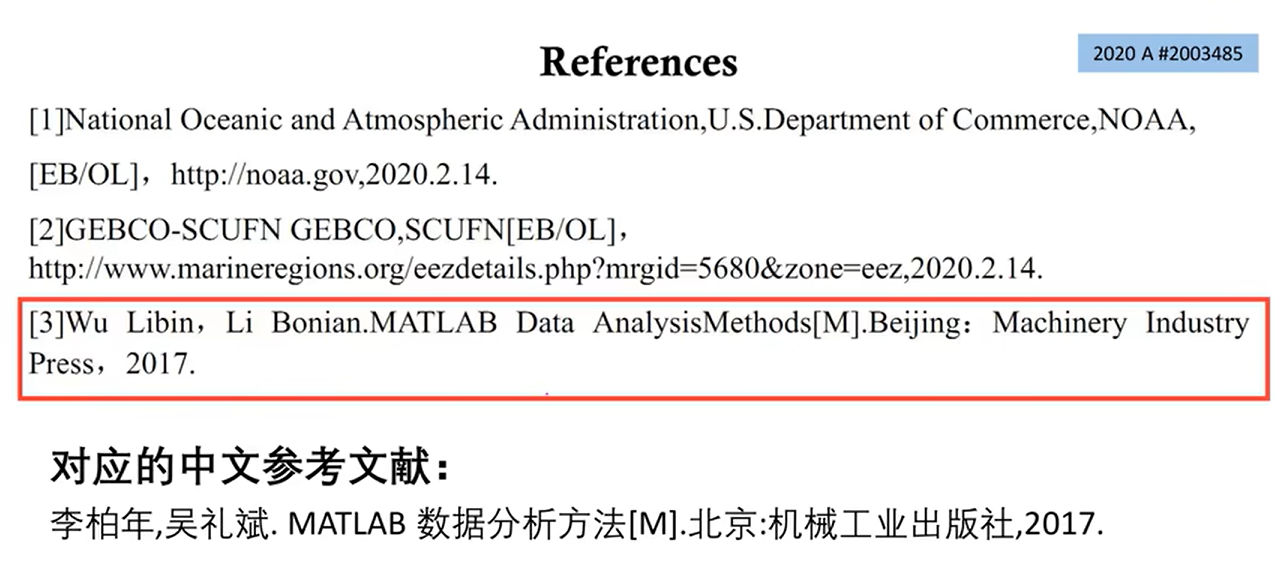 References
2020 A #2003485
[1]National Oceanic and Atmospheric Administration,U.S.Department of Commerce,NOAA,
[EB/OL]，http://noaa.gov,2020.2.14.
[2]GEBCO-SCUFN GEBCO,SCUFN[EB/OL]，
http://www.marineregions.org/eezdetails.php?mrgid=5680&zone=eez,2020.2.14.
[3]Wu Libin，Li Bonian.MATLAB Data AnalysisMethods[M].Beijing：Machinery Industry
Press，2017.
对应的中文参考文献：
李柏年,吴礼斌. MATLAB 数据分析方法[M].北京:机械工业出版社,2017.